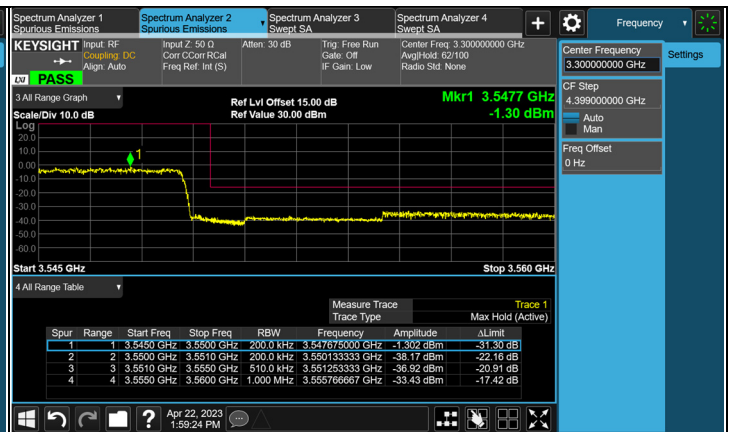 Spectrum Analyzer 1
Spurious Emissions
Spectrum Analyzer 2
Spurious Emissions
Spectrum Analyzer 3
Swept SA
Spectrum Analyzer 4
Swept SA
+
Frequency
KEYSIGHT
Input: RF
Coupling: DC
Align: Auto
Input Z: 50 Ω
Corr CCorr RCal
Freq Ref: Int (S)
Atten: 30 dB
Trig: Free Run
Gate: Off
IF Gain: Low
Center Freq: 3.300000000 GHz
Avg|Hold: 62/100
Radio Std: None
LXI PASS
Center Frequency
3.300000000 GHz
Settings
CF Step
4.399000000 GHz
Auto
Man
Freq Offset
0 Hz
3 All Range Graph
Scale/Div 10.0 dB
Ref Lvl Offset 15.00 dB
Ref Value 30.00 dBm
Mkr1 3.5477 GHz
-1.30 dBm
Log
20.0
10.0
0.00
-10.0
-20.0
-30.0
-40.0
-50.0
-60.0
1
Start 3.545 GHz
Stop 3.560 GHz
4 All Range Table
Measure Trace Trace 1
Trace Type Max Hold (Active)
Spur Range Start Freq Stop Freq RBW Frequency Amplitude ΔLimit
1 1 3.5450 GHz 3.5500 GHz 200.0 kHz 3.547675000 GHz -1.302 dBm -31.30 dB
2 2 3.5500 GHz 3.5510 GHz 200.0 kHz 3.550133333 GHz -38.17 dBm -22.16 dB
3 3 3.5510 GHz 3.5550 GHz 510.0 kHz 3.551253333 GHz -36.92 dBm -20.91 dB
4 4 3.5550 GHz 3.5600 GHz 1.000 MHz 3.555766667 GHz -33.43 dBm -17.42 dB
?
Apr 22, 2023
1:59:24 PM